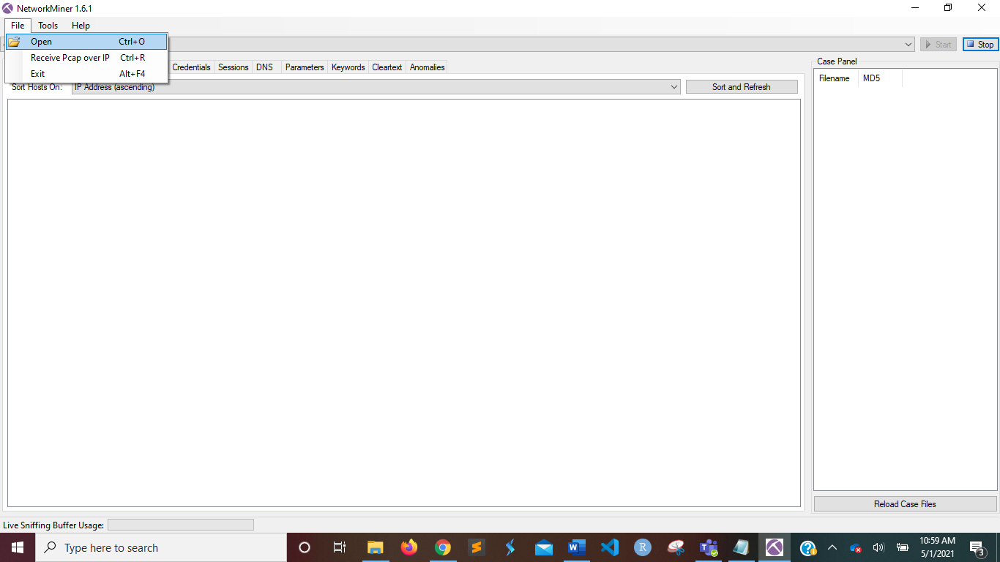 NetworkMiner 1.6.1
File Tools Help
Open Ctrl+O
Receive Pcap over IP Ctrl+R
Exit Alt+F4
Start Stop
Credentials Sessions DNS Parameters Keywords Cleartext Anomalies
Sort Hosts On: IP Address (ascending) Sort and Refresh
Case Panel
Filename MD5
Reload Case Files
Live Sniffing Buffer Usage:
Type here to search
10:59 AM
5/1/2021
3